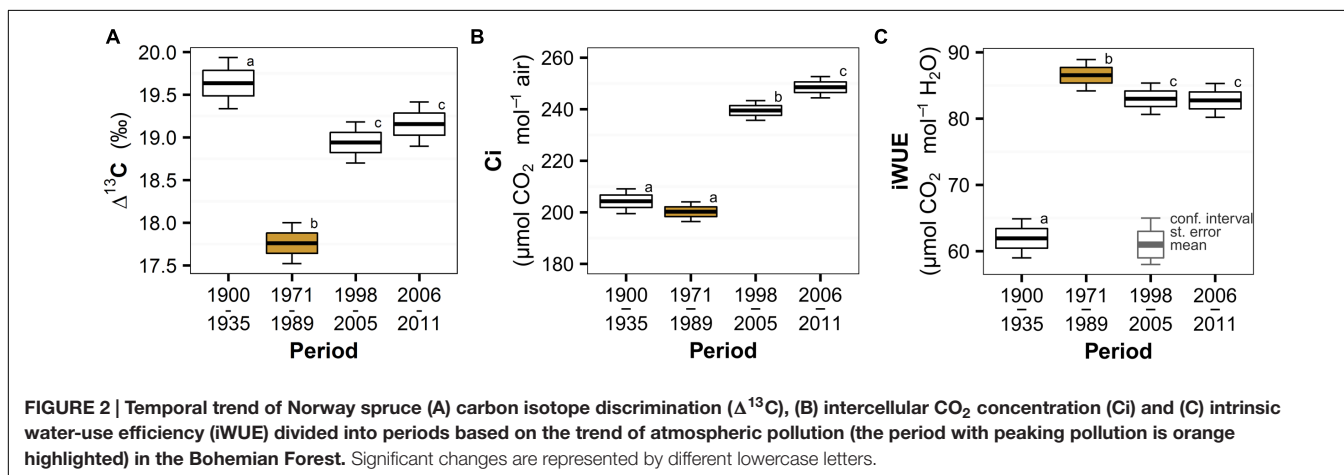 A
20.0
19.5
19.0
18.5
18.0
17.5
Δ¹³C (‰)
a
b
c
c
1900
–
1935
1971
–
1989
1998
–
2005
2006
–
2011
Period
B
260
240
220
200
180
Ci
(μmol CO₂ mol⁻¹ air)
a
a
b
c
1900
–
1935
1971
–
1989
1998
–
2005
2006
–
2011
Period
C
90
80
70
60
iWUE
(μmol CO₂ mol⁻¹ H₂O)
a
b
c
c
conf. interval
st. error
mean
1900
–
1935
1971
–
1989
1998
–
2005
2006
–
2011
Period
FIGURE 2 | Temporal trend of Norway spruce (A) carbon isotope discrimination (Δ¹³C), (B) intercellular CO₂ concentration (Ci) and (C) intrinsic
water-use efficiency (iWUE) divided into periods based on the trend of atmospheric pollution (the period with peaking pollution is orange
highlighted) in the Bohemian Forest. Significant changes are represented by different lowercase letters.